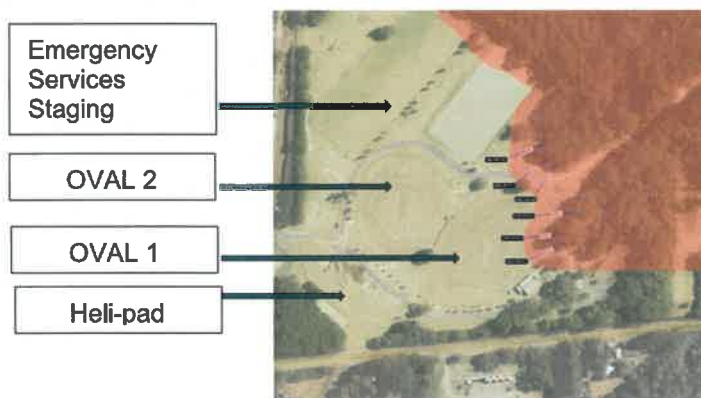 Emergency
Services
Staging
OVAL 2
OVAL 1
Heli-pad